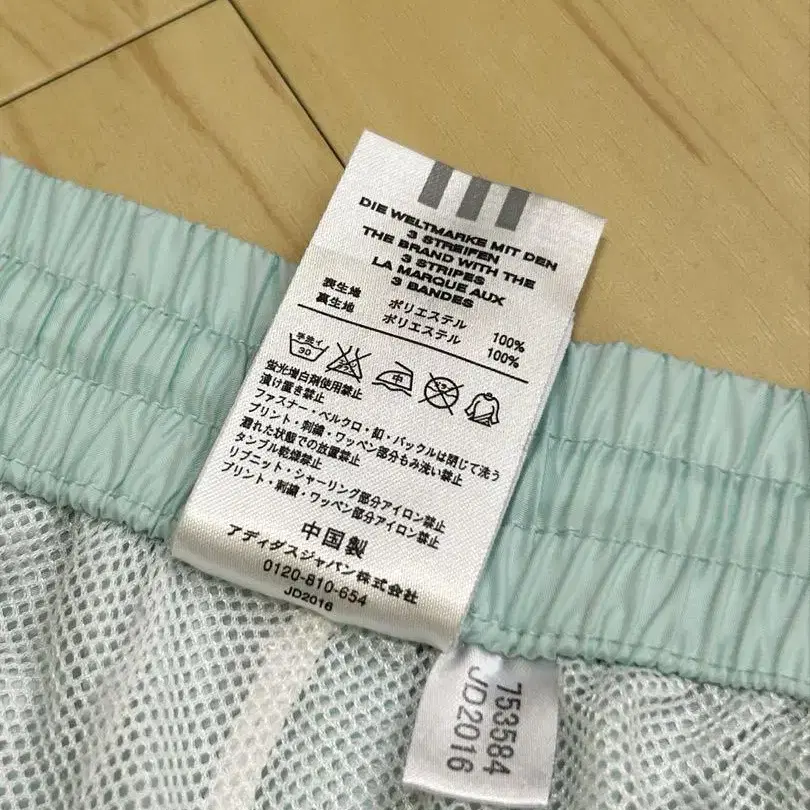 DIE WELTMARKE MIT DEN
3 STREIFEN
THE BRAND WITH THE
3 STRIPES
LA MARQUE AUX
3 BANDES
表生地 ポリエステル 100%
裏生地 ポリエステル 100%
手洗イ
30
中
蛍光増白剤使用禁止
漬け置き禁止
ファスナー・ベルクロ・釦・バックルは閉じて洗う
プリント・刺繍・ワッペン部分もみ洗い禁止
濡れた状態での放置禁止
タンブル乾燥禁止
リブニット・シャーリング部分アイロン禁止
プリント・刺繍・ワッペン部分アイロン禁止
中国製
アディダスジャパン株式会社
0120-810-654
JD2016
753584
JD2016